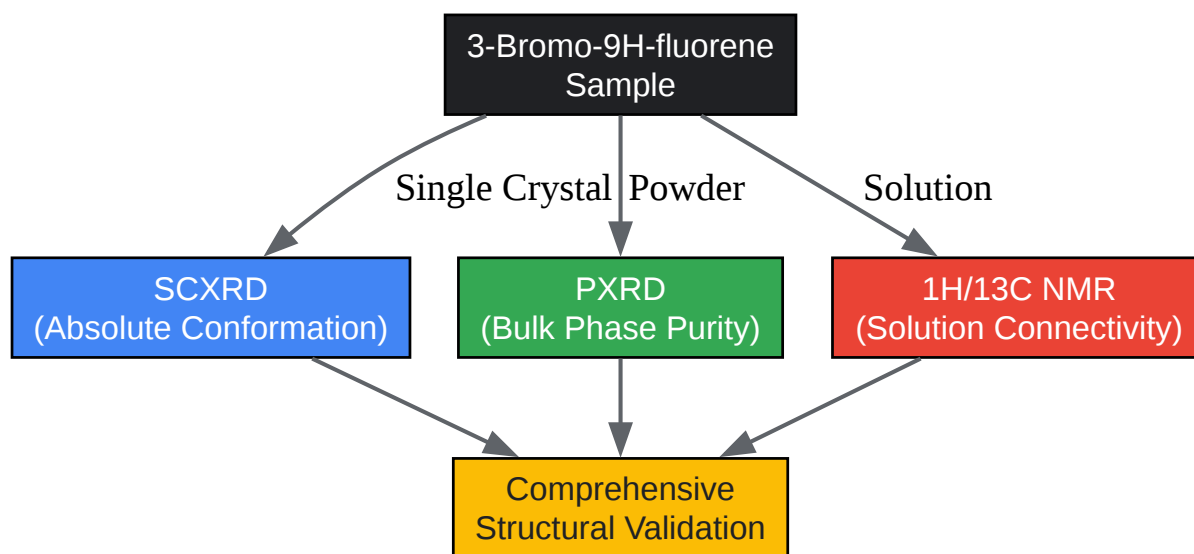 3-Bromo-9H-fluorene
Sample
Single Crystal
Powder
Solution
SCXRD
(Absolute Conformation)
PXRD
(Bulk Phase Purity)
1H/13C NMR
(Solution Connectivity)
Comprehensive
Structural Validation